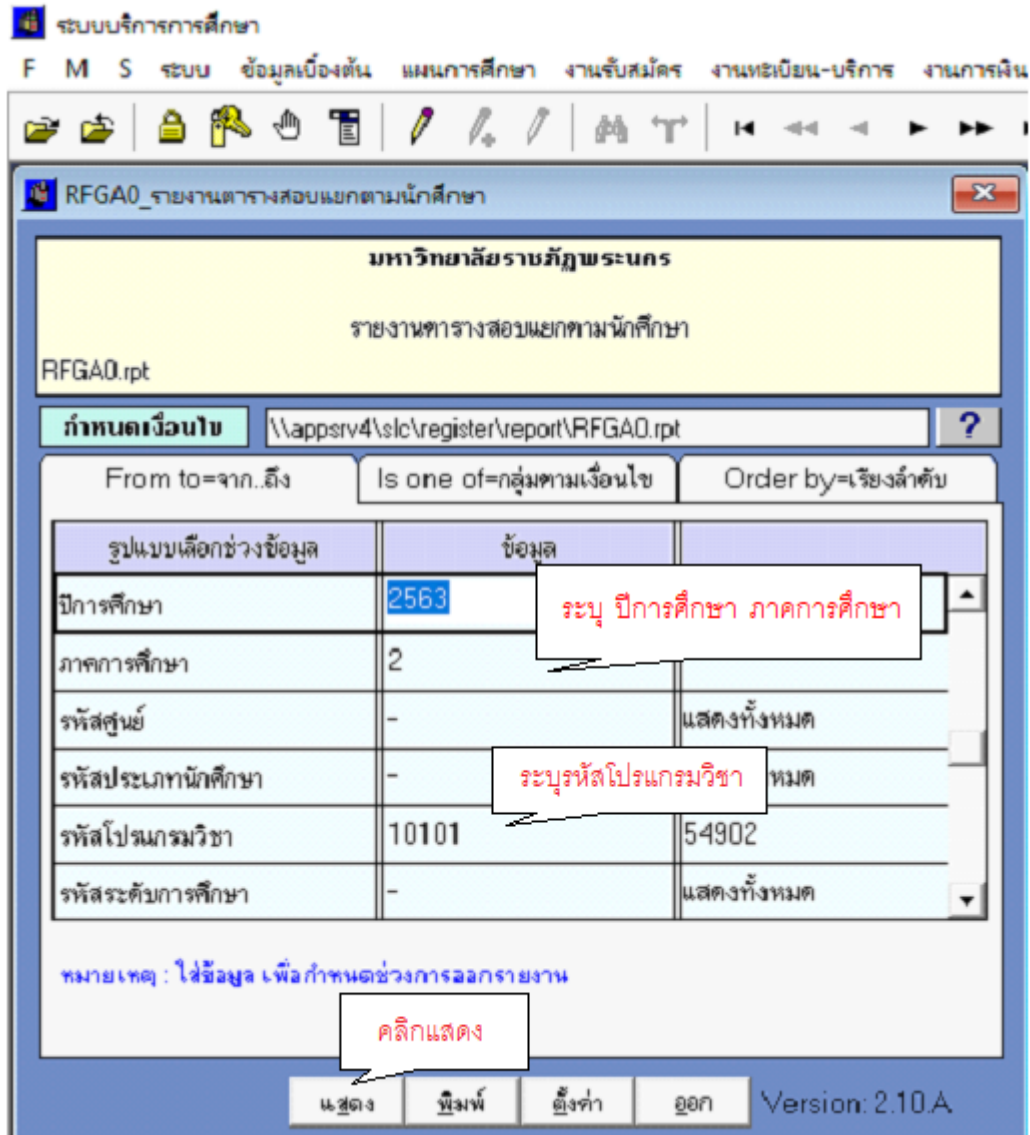 ระบบบริการการศึกษา
F M S ระบบ ข้อมูลเบื้องต้น แผนการศึกษา งานรับสมัคร งานทะเบียน-บริการ งานการเงิน
RFGA0_รายงานตารางสอบแยกตามนักศึกษา
มหาวิทยาลัยราชภัฏพระนคร
รายงานตารางสอบแยกตามนักศึกษา
RFGA0.rpt
กำหนดเงื่อนไข \\appsrv4\slc\register\report\RFGA0.rpt ?
From to=จาก..ถึง Is one of=กลุ่มตามเงื่อนไข Order by=เรียงลำดับ
รูปแบบเลือกช่วงข้อมูล ข้อมูล
ปีการศึกษา 2563
ระบุ ปีการศึกษา ภาคการศึกษา
ภาคการศึกษา 2
รหัสศูนย์ - แสดงทั้งหมด
ระบุรหัสโปรแกรมวิชา
รหัสประเภทนักศึกษา - หมด
รหัสโปรแกรมวิชา 10101 54902
รหัสระดับการศึกษา - แสดงทั้งหมด
หมายเหตุ : ใส่ข้อมูล เพื่อกำหนดช่วงการออกรายงาน
คลิกแสดง
แสดง พิมพ์ ตั้งค่า ออก Version: 2.10.A